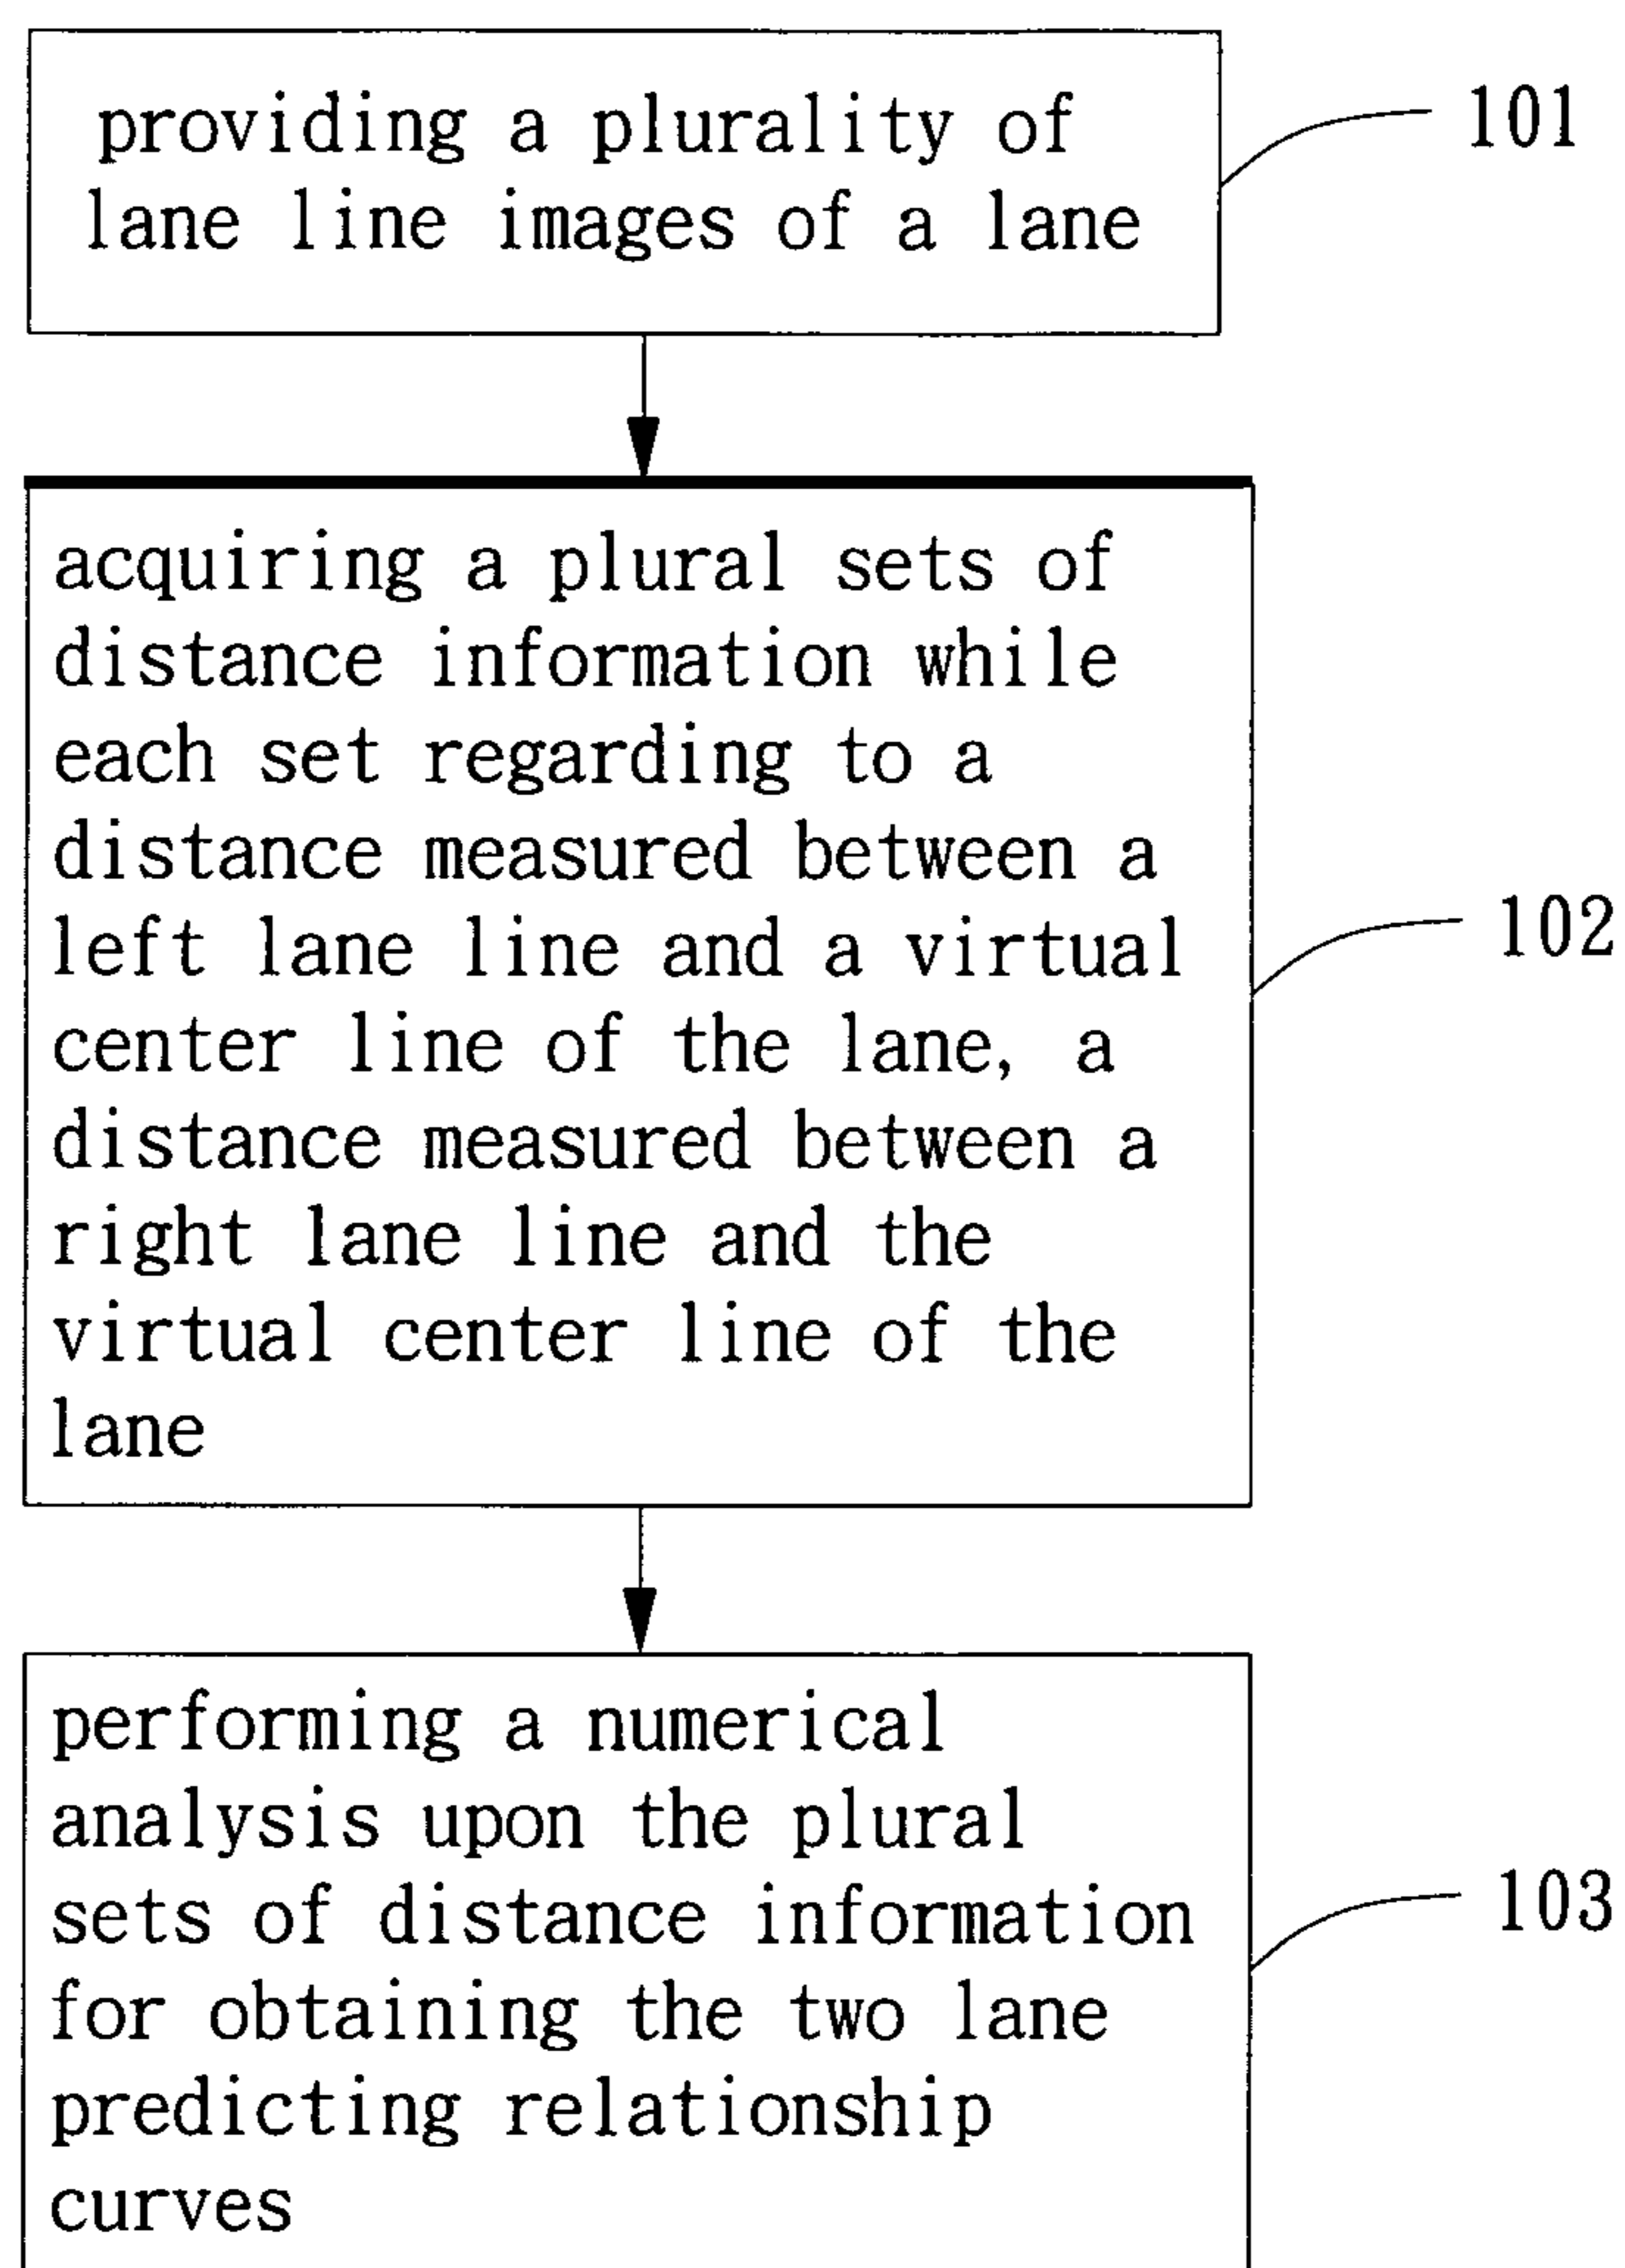 providing a plurality of
lane line images of a lane
101
acquiring a plural sets of
distance information while
each set regarding to a
distance measured between a
left lane line and a virtual
center line of the lane, a
distance measured between a
right lane line and the
virtual center line of the
lane
102
performing a numerical
analysis upon the plural
sets of distance information
for obtaining the two lane
predicting relationship
curves
103